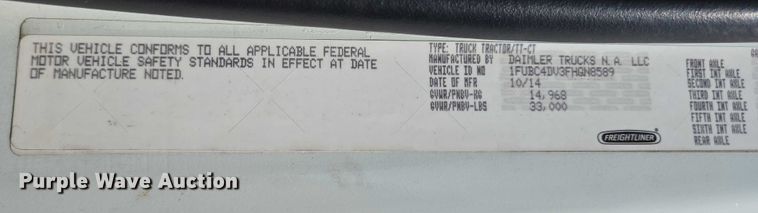 THIS VEHICLE CONFORMS TO ALL APPLICABLE FEDERAL
MOTOR VEHICLE SAFETY STANDARDS IN EFFECT AT DATE
OF MANUFACTURE NOTED.
TYPE: TRUCK TRACTOR/TT-CT
MANUFACTURED BY DAIMLER TRUCKS N.A. LLC
VEHICLE ID NO 1FUBC4DV3FHGN8589
DATE OF MFR 10/14
GVWR/PNBV-KG 14,968
GVWR/PNBV-LBS 33,000
FREIGHTLINER
FRONT AXLE
FIRST INT AXLE
SECOND INT AXLE
THIRD INT AXLE
FOURTH INT AXLE
FIFTH INT AXLE
SIXTH INT AXLE
REAR AXLE
Purple Wave Auction